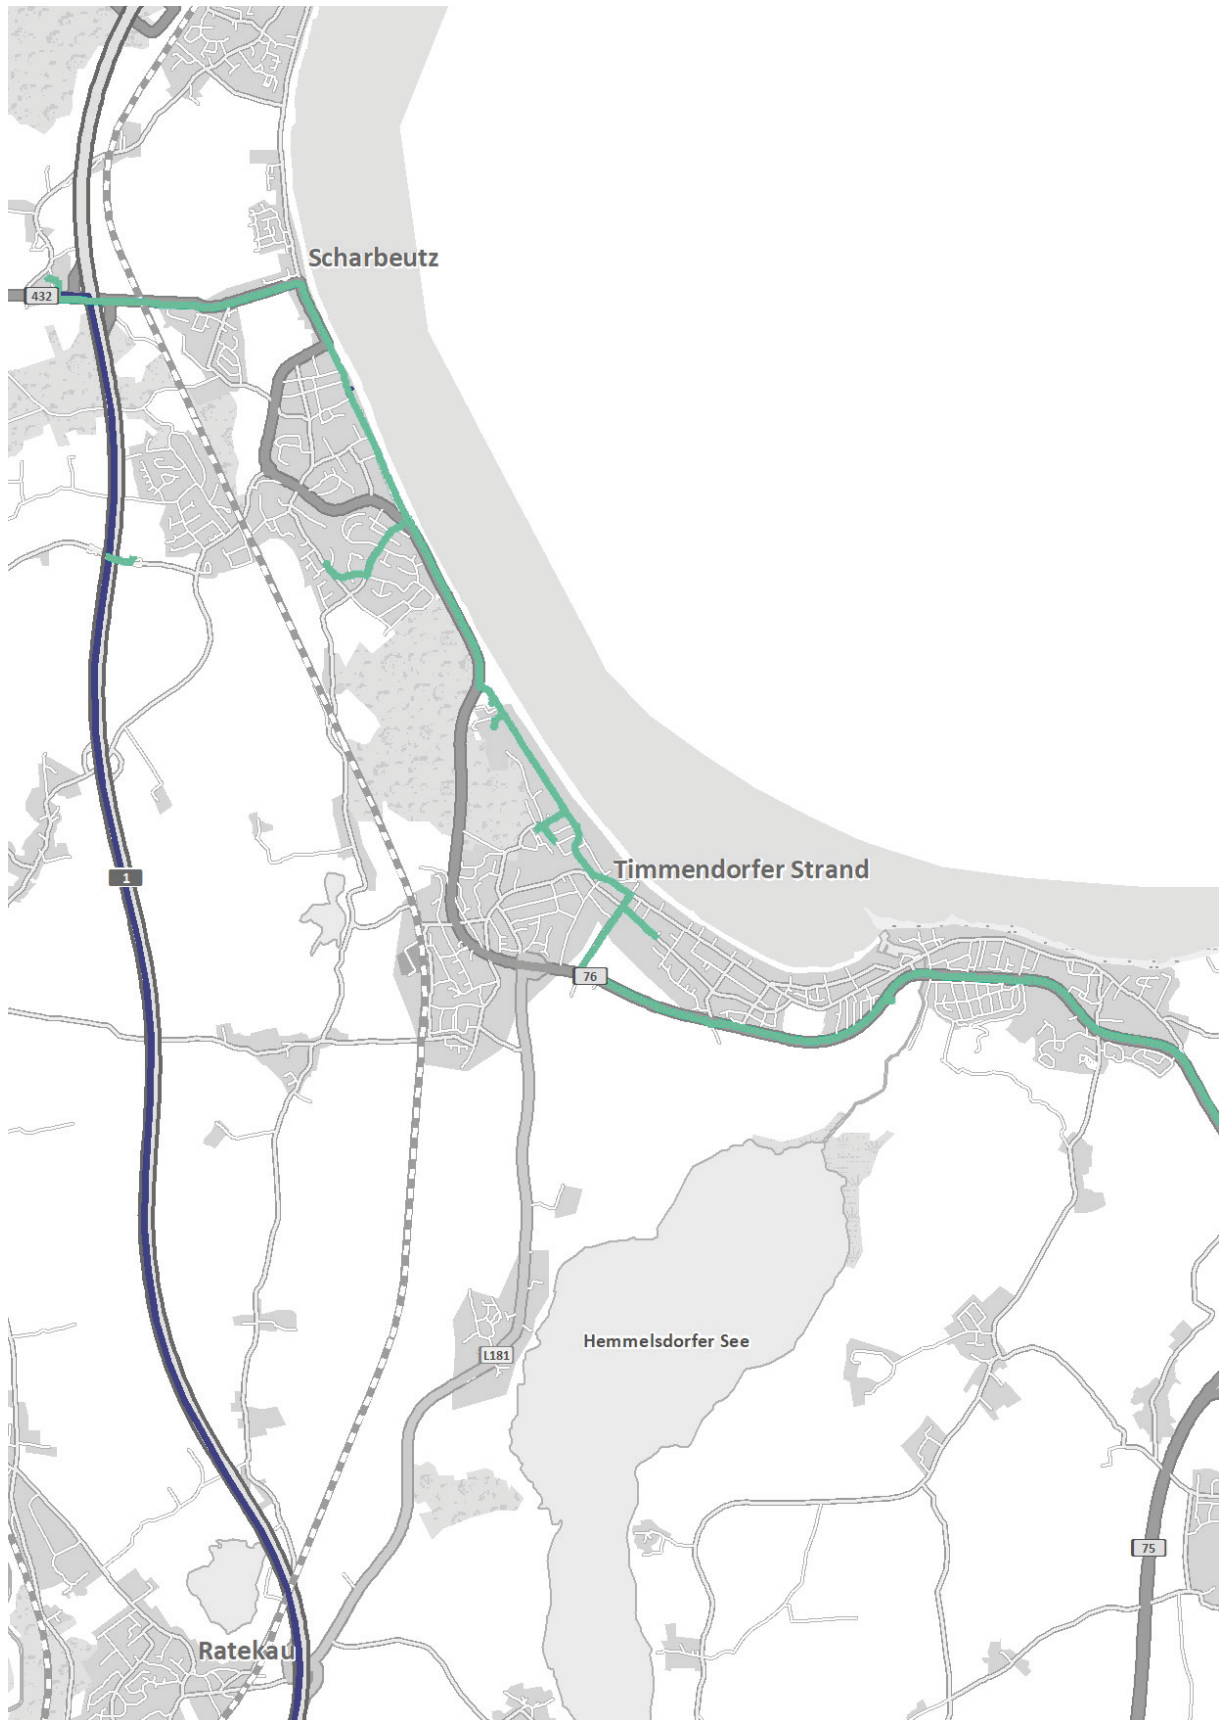 Scharbeutz
432
Timmendorfer Strand
1
76
Hemmelsdorfer See
L181
75
Ratekau